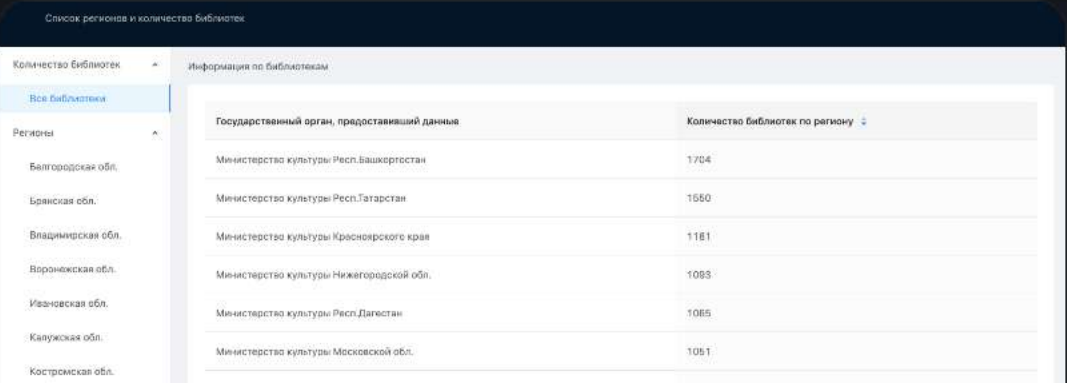 Список регионов и количество библиотек
Количество библиотек
Все библиотеки
Регионы
Белгородская обл.
Брянская обл.
Владимирская обл.
Воронежская обл.
Ивановская обл.
Калужская обл.
Костромская обл.
Информация по библиотекам
Государственный орган, предоставивший данные Количество библиотек по региону
Министерство культуры Респ.Башкортостан 1704
Министерство культуры Респ.Татарстан 1550
Министерство культуры Красноярского края 1181
Министерство культуры Нижегородской обл. 1093
Министерство культуры Респ.Дагестан 1065
Министерство культуры Московской обл. 1051